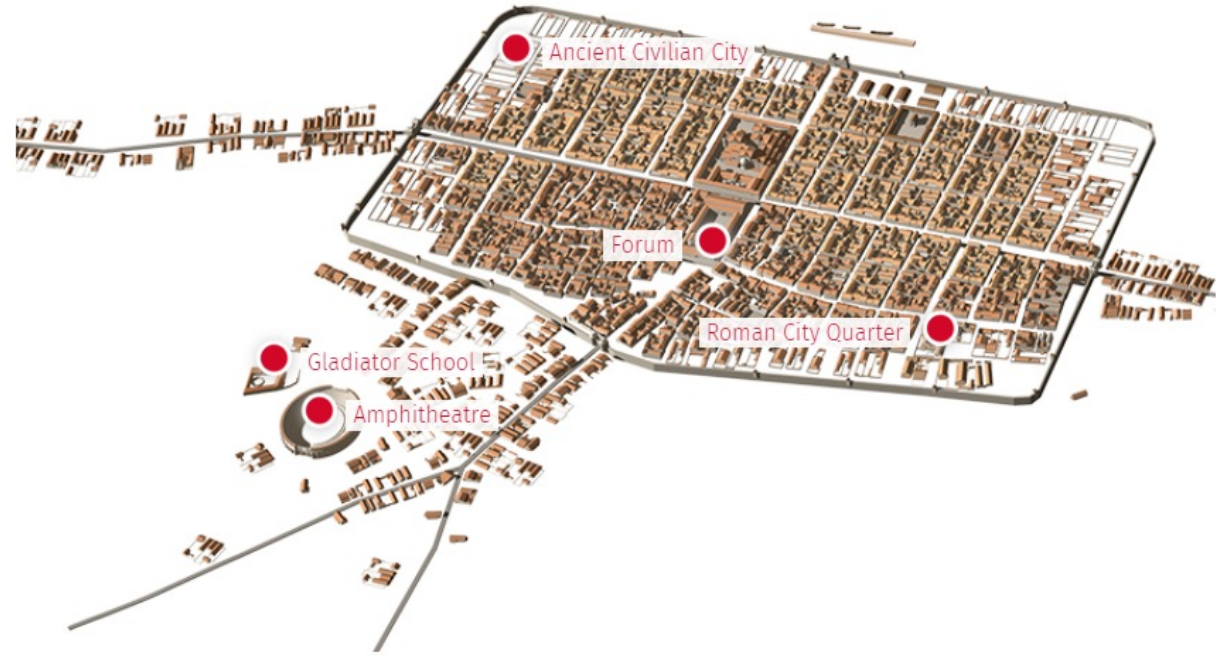 Ancient Civilian City
Forum
Roman City Quarter
Gladiator School
Amphitheatre